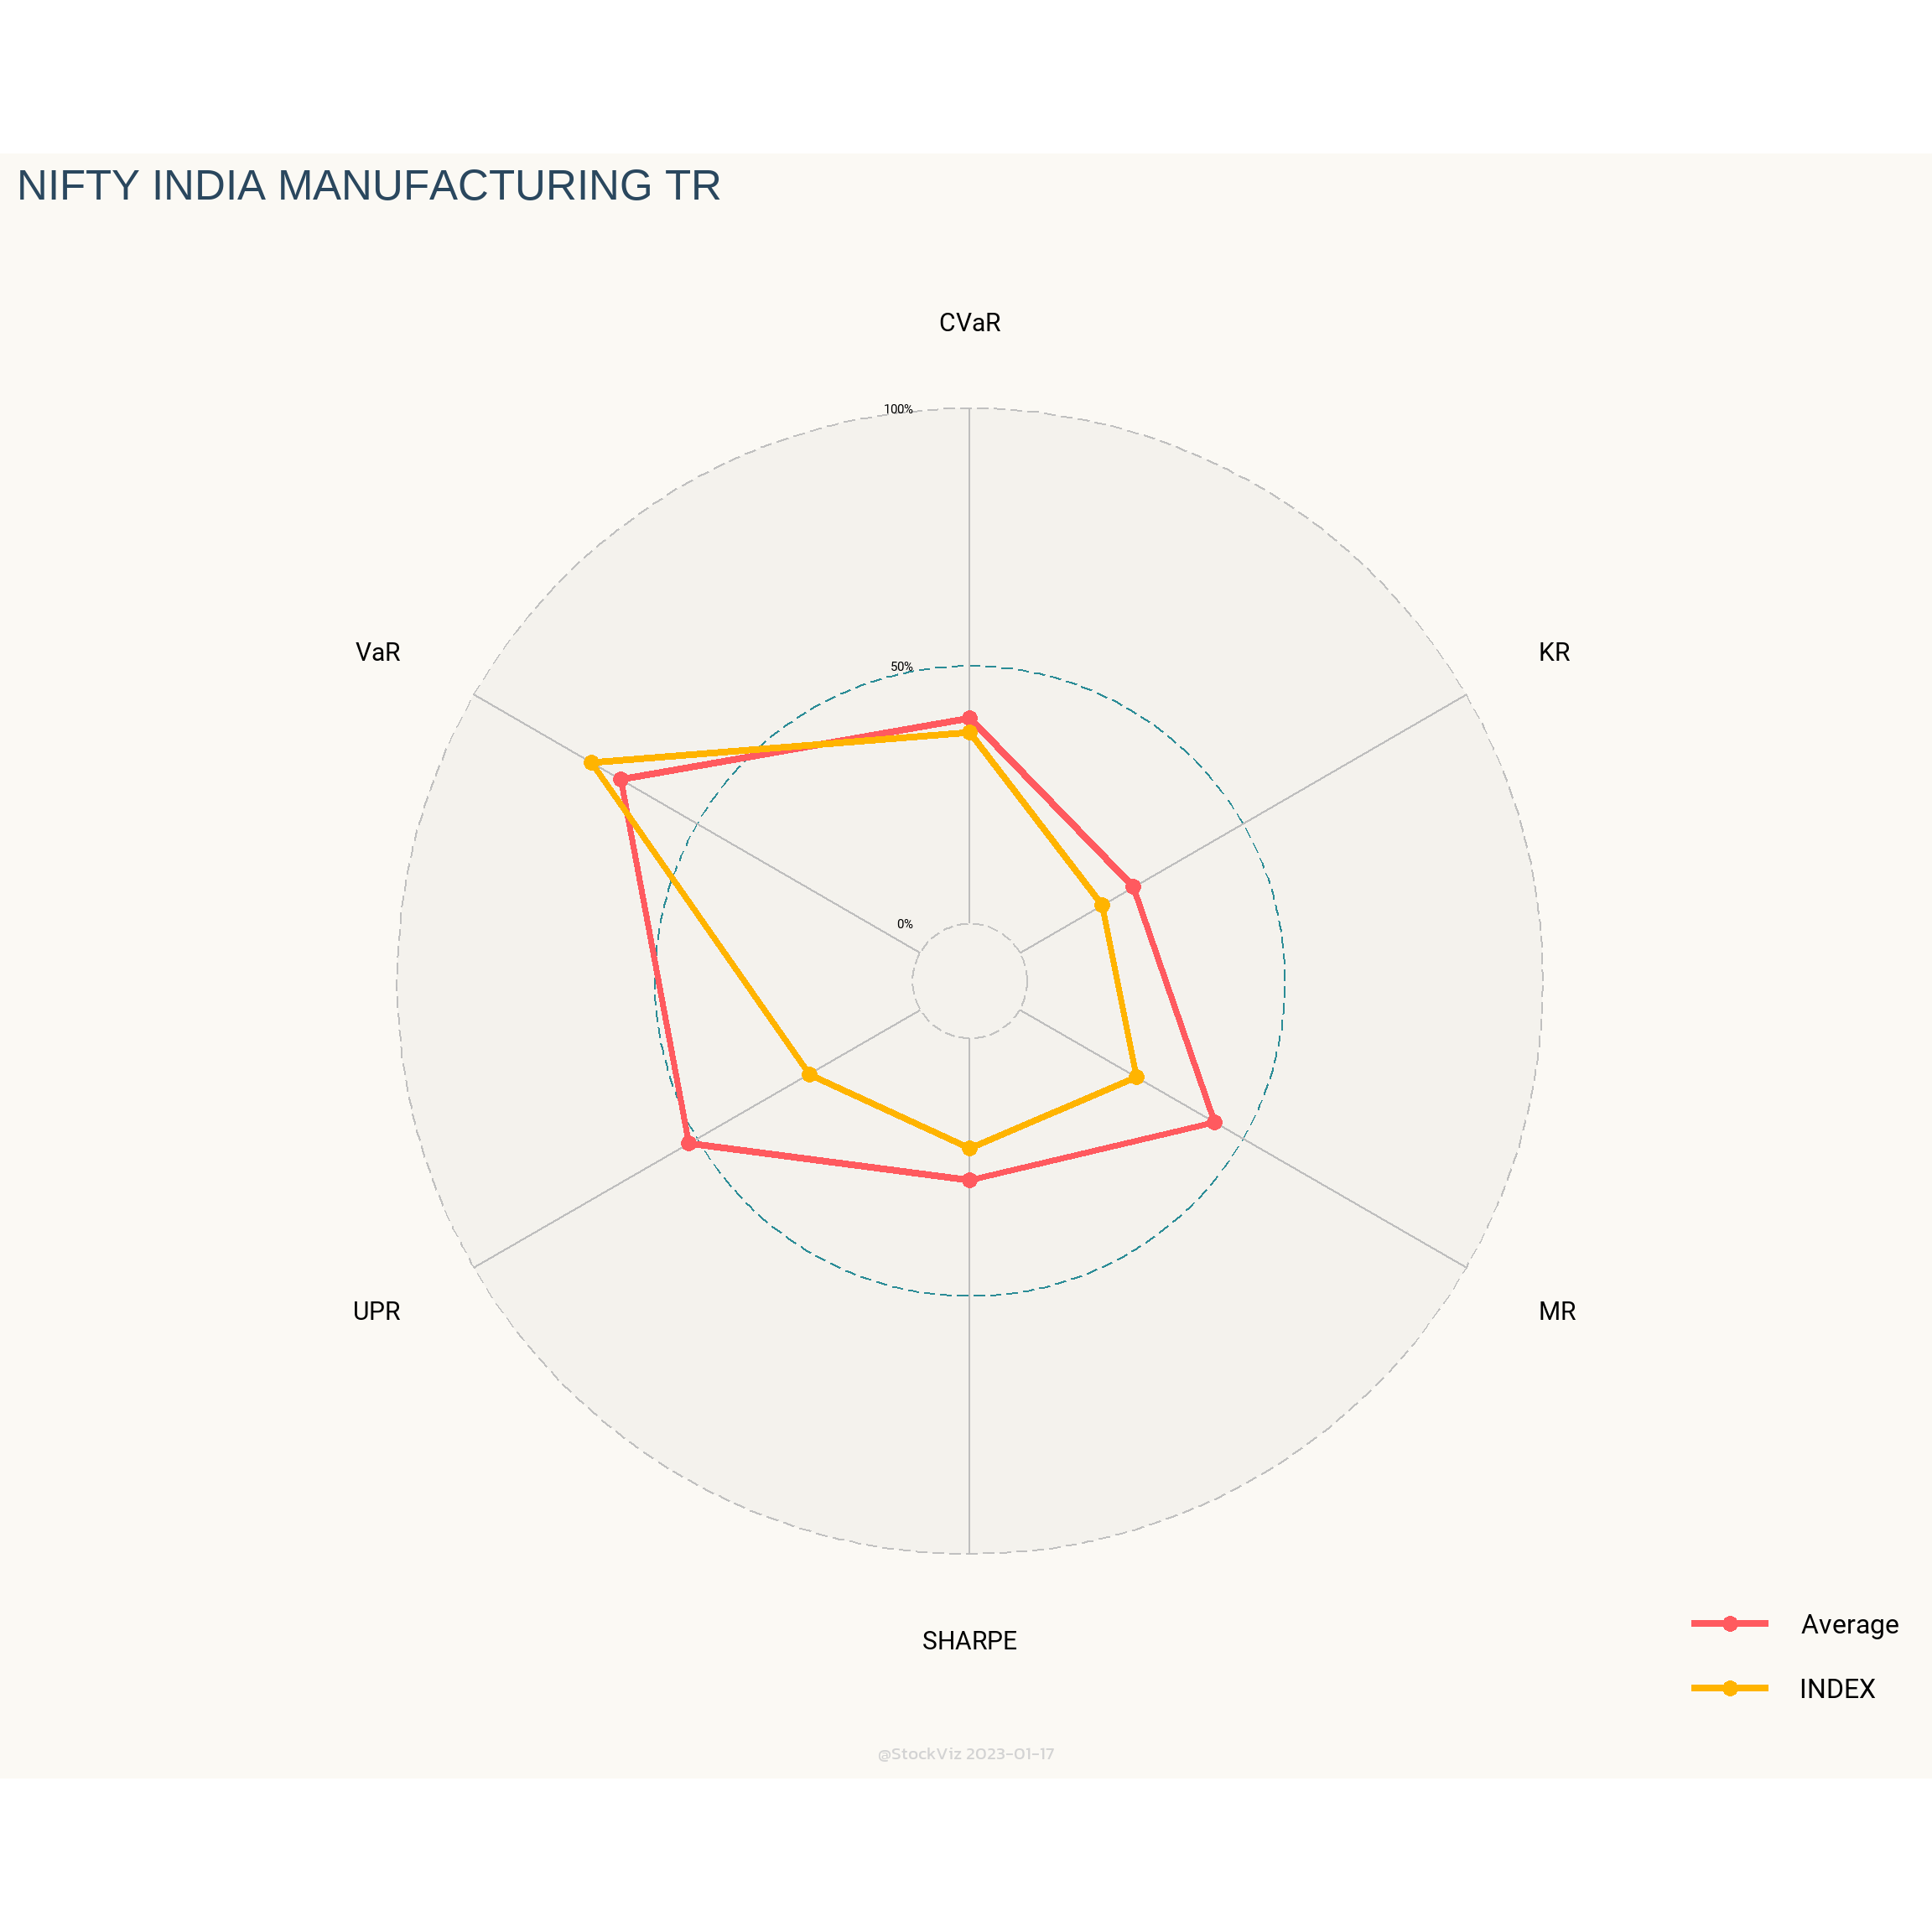 NIFTY INDIA MANUFACTURING TR
CVaR
100%
VaR
KR
50%
0%
UPR
MR
SHARPE
Average
INDEX
@StockViz 2023-01-17